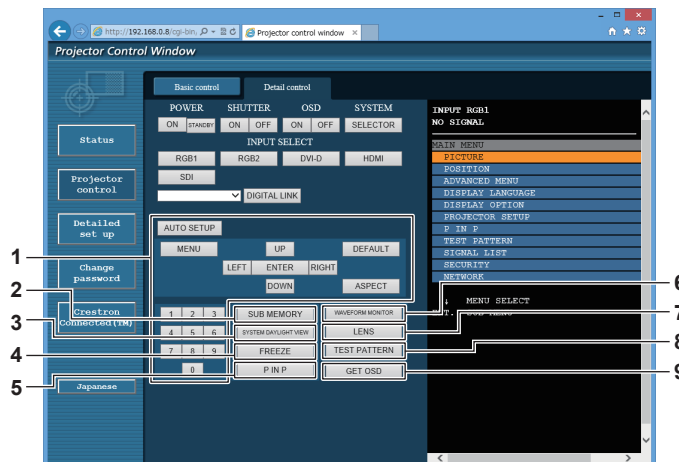 http://192.168.0.8/cgi-bin, Projector control window ×
Projector Control Window
Basic control Detail control
POWER SHUTTER OSD SYSTEM
ON STANDBY ON OFF ON OFF SELECTOR
INPUT SELECT
RGB1 RGB2 DVI-D HDMI
SDI
DIGITAL LINK
AUTO SETUP
MENU UP DEFAULT
LEFT ENTER RIGHT
DOWN ASPECT
1 2 3 SUB MEMORY WAVEFORM MONITOR
4 5 6 SYSTEM DAYLIGHT VIEW LENS
7 8 9 FREEZE TEST PATTERN
0 P IN P GET OSD
Status
Projector
control
Detailed
set up
Change
password
Crestron
Connected(TM)
Japanese
INPUT RGB1
NO SIGNAL
MAIN MENU
PICTURE
POSITION
ADVANCED MENU
DISPLAY LANGUAGE
DISPLAY OPTION
PROJECTOR SETUP
P IN P
TEST PATTERN
SIGNAL LIST
SECURITY
NETWORK
MENU SELECT
SUB MENU
1
2
3
4
5
6
7
8
9